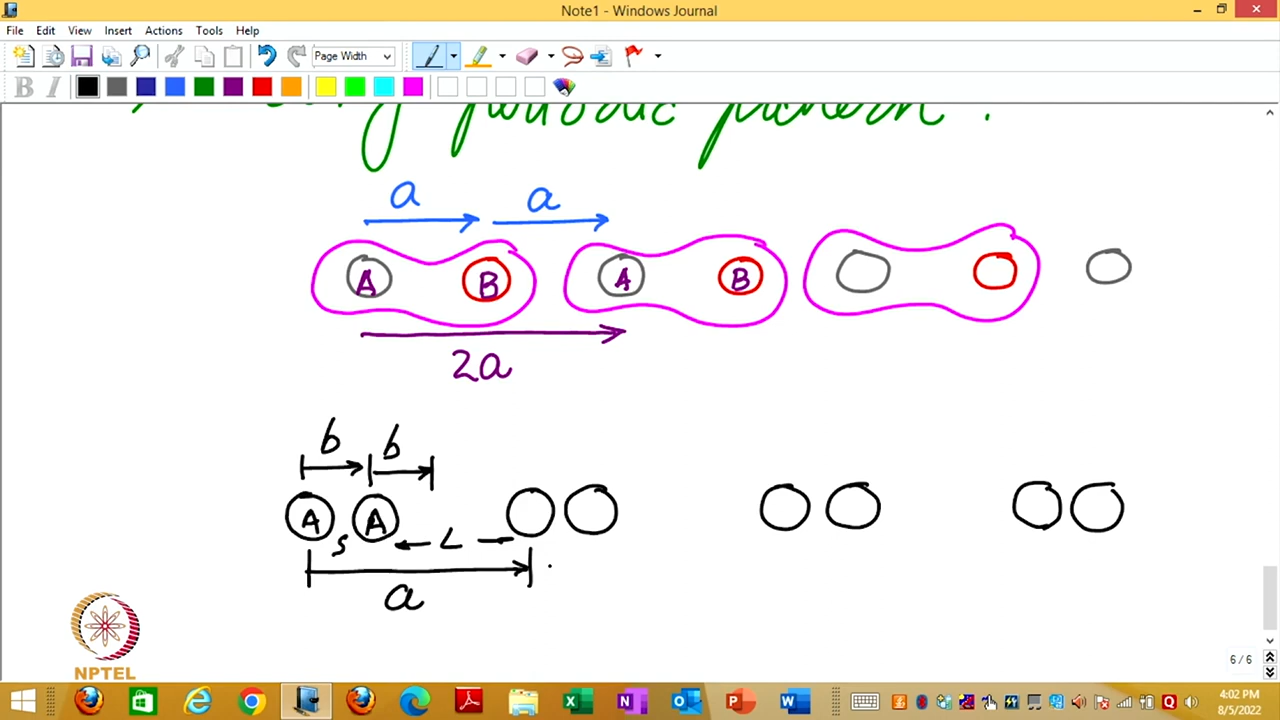 Note1 - Windows Journal
File Edit View Insert Actions Tools Help
Page Width
B I
periodic pattern.
a a
A B A B
2a
b b
A A
S L
a
NPTEL
6 / 6
4:02 PM
8/5/2022